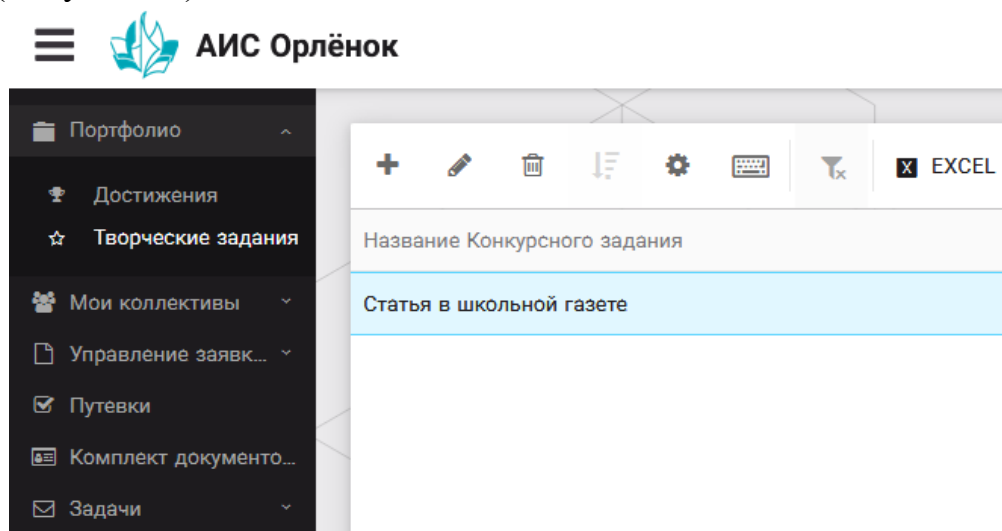 АИС Орлёнок
Портфолио
Достижения
Творческие задания
Мои коллективы
Управление заявк...
Путевки
Комплект документо...
Задачи
X EXCEL
Название Конкурсного задания
Статья в школьной газете